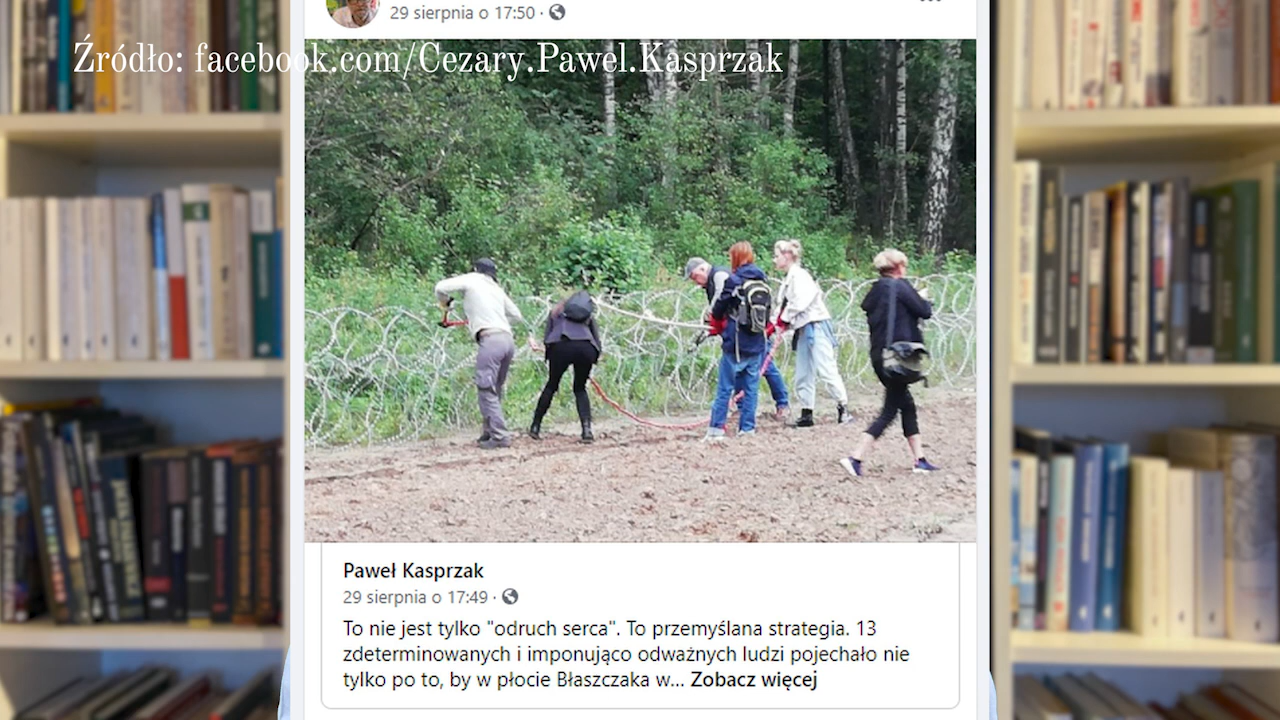 29 sierpnia o 17:50 ·
Źródło: facebook.com/Cezary.Pawel.Kasprzak
Paweł Kasprzak
29 sierpnia o 17:49 ·
To nie jest tylko "odruch serca". To przemyślana strategia. 13
zdeterminowanych i imponująco odważnych ludzi pojechało nie
tylko po to, by w płocie Błaszczaka w... Zobacz więcej